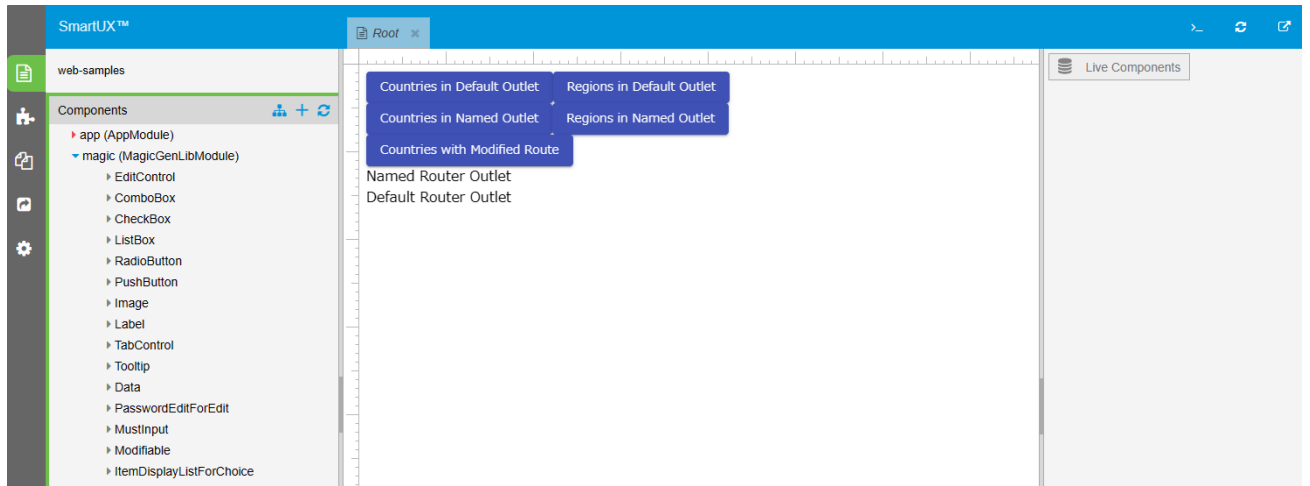 SmartUX™
Root
web-samples
Live Components
Components
app (AppModule)
magic (MagicGenLibModule)
EditControl
ComboBox
CheckBox
ListBox
RadioButton
PushButton
Image
Label
TabControl
Tooltip
Data
PasswordEditForEdit
MustInput
Modifiable
ItemDisplayListForChoice
Countries in Default Outlet
Regions in Default Outlet
Countries in Named Outlet
Regions in Named Outlet
Countries with Modified Route
Named Router Outlet
Default Router Outlet